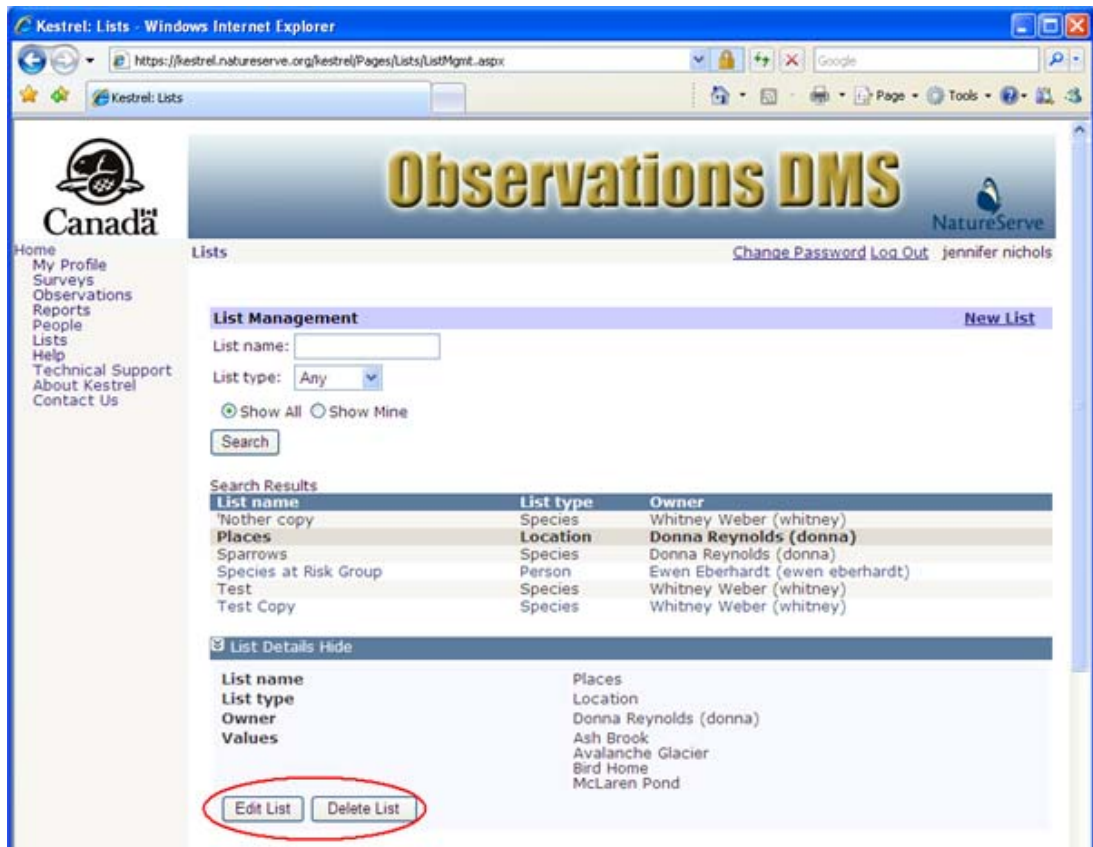 Kestrel: Lists - Windows Internet Explorer
https://kestrel.natureserve.org/kestrel/Pages/Lists/ListMgmt.aspx
Google
Kestrel: Lists
Page
Tools
Canada
Observations DMS
NatureServe
Home
My Profile
Surveys
Observations
Reports
People
Lists
Help
Technical Support
About Kestrel
Contact Us
Lists Change Password Log Out jennifer nichols
List Management New List
List name:
List type: Any
Show All Show Mine
Search
Search Results
List name List type Owner
'Nother copy Species Whitney Weber (whitney)
Places Location Donna Reynolds (donna)
Sparrows Species Donna Reynolds (donna)
Species at Risk Group Person Ewen Eberhardt (ewen eberhardt)
Test Species Whitney Weber (whitney)
Test Copy Species Whitney Weber (whitney)
List Details Hide
List name Places
List type Location
Owner Donna Reynolds (donna)
Values Ash Brook
Avalanche Glacier
Bird Home
McLaren Pond
Edit List Delete List